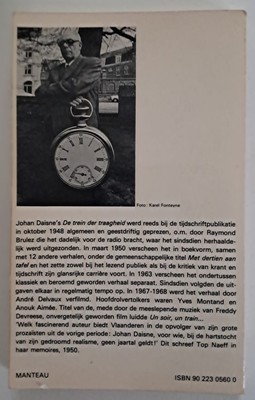 Foto: Karel Fonteyne
Johan Daisne's De trein der traagheid werd reeds bij de tijdschriftpublikatie
in oktober 1948 algemeen en geestdriftig geprezen, o.m. door Raymond
Brulez die het dadelijk voor de radio bracht, waar het sindsdien herhaalde-
lijk werd uitgezonden. In maart 1950 verscheen het in boekvorm, samen
met 12 andere verhalen, onder de gemeenschappelijke titel Met dertien aan
tafel en het zette zowel bij het lezend publiek als bij de kritiek van krant en
tijdschrift zijn glansrijke carrière voort. In 1963 verscheen het ondertussen
klassiek en beroemd geworden verhaal separaat. Sindsdien volgden de uit-
gaven elkaar in regelmatig tempo op. In 1967-1968 werd het verhaal door
André Delvaux verfilmd. Hoofdrolvertolkers waren Yves Montand en
Anouk Aimée. Titel van de, mede door de meeslepende muziek van Freddy
Devreese, onvergetelijk geworden film luidde Un soir, un train...
'Welk fascinerend auteur biedt Vlaanderen in de opvolger van zijn grote
prozaïsten uit de vorige periode: Johan Daisne, voor wie, bij de hartstocht
van zijn gedroomd realisme, geen jaartal geldt!' Dit schreef Top Naeff in
haar memoires, 1950.
MANTEAU
ISBN 90 223 0560 0